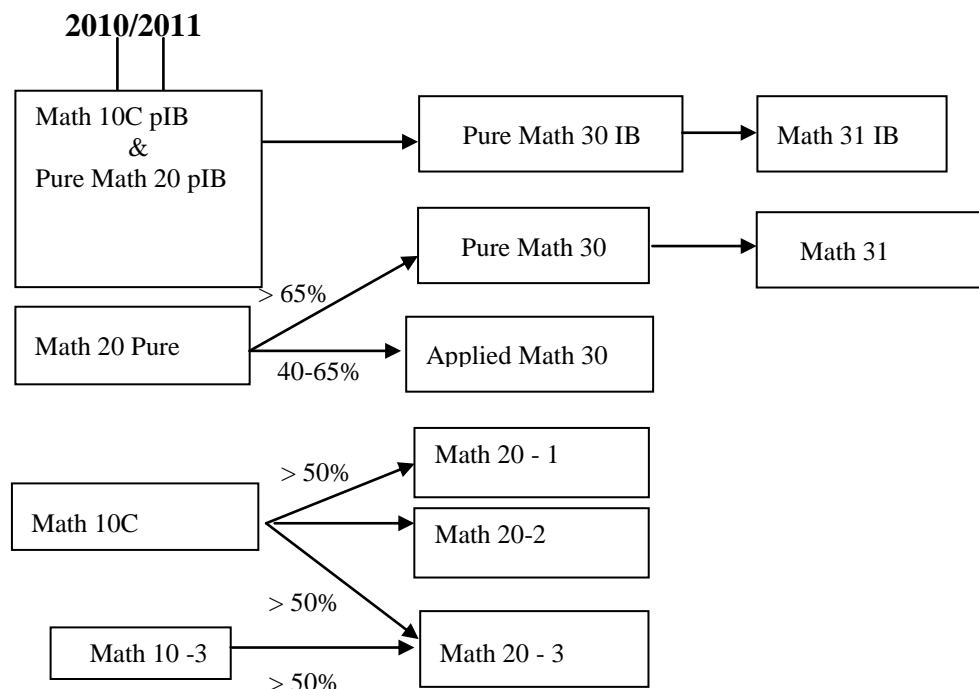 2010/2011
Math 10C pIB
&
Pure Math 20 pIB
Pure Math 30 IB
Math 31 IB
Pure Math 30
Math 31
> 65%
Math 20 Pure
Applied Math 30
40-65%
Math 20 - 1
> 50%
Math 10C
Math 20-2
> 50%
Math 10 -3
Math 20 - 3
> 50%